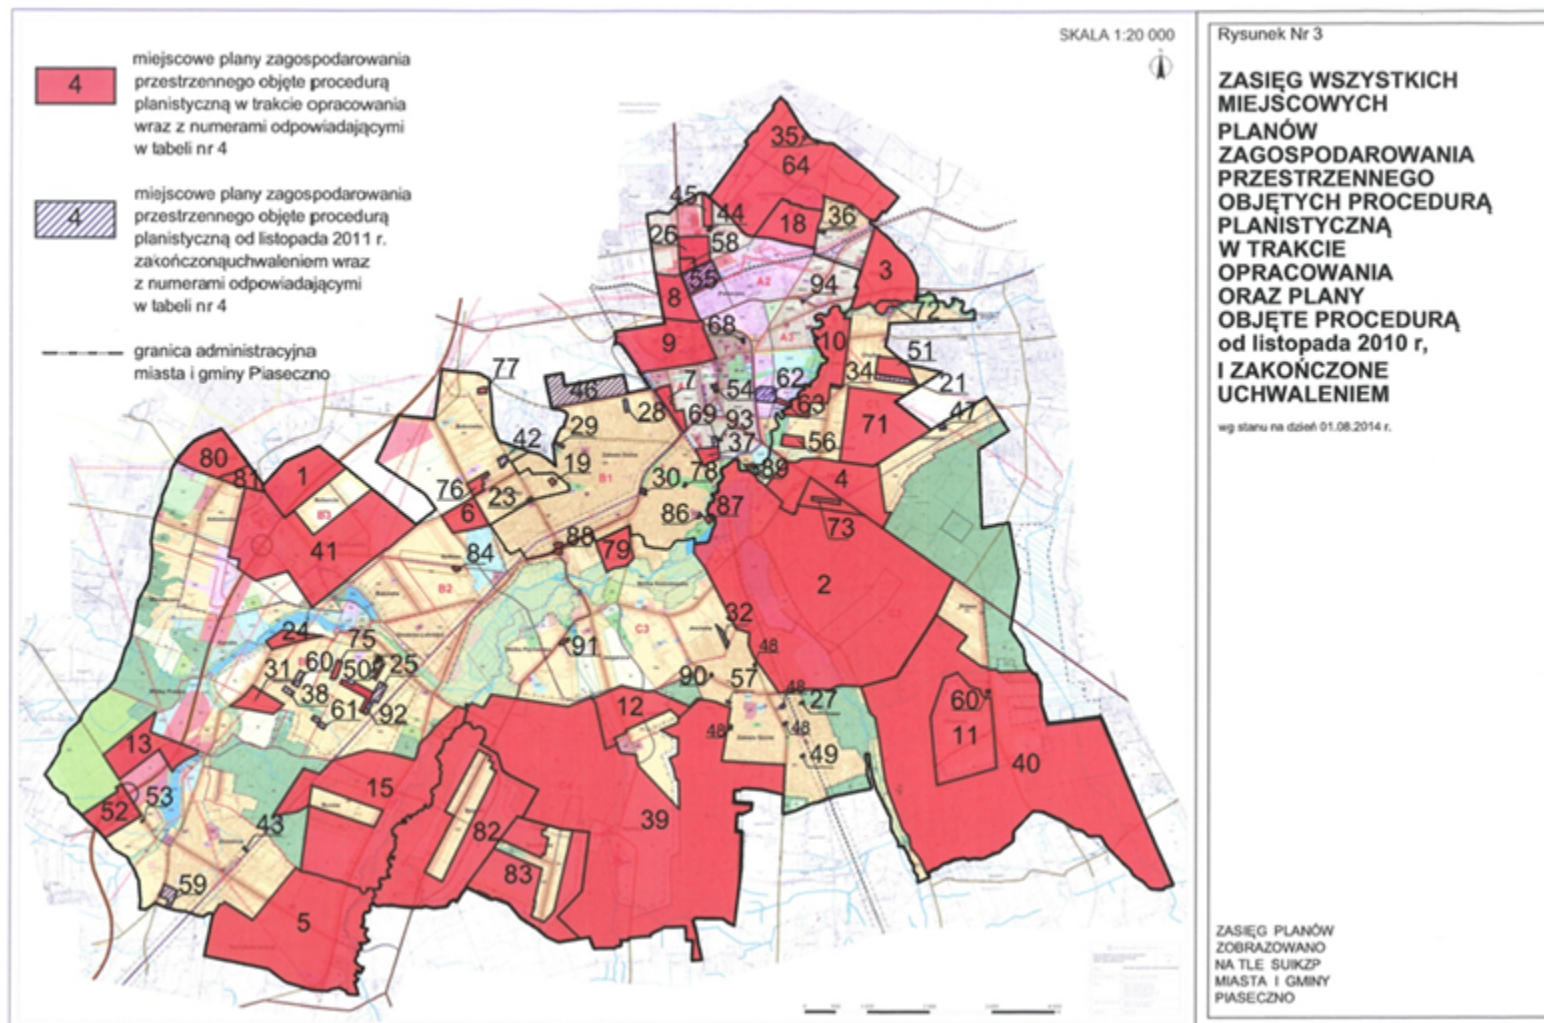 SKALA 1:20 000
4
miejscowe plany zagospodarowania
przestrzennego objęte procedurą
planistyczną w trakcie opracowania
wraz z numerami odpowiadającymi
w tabeli nr 4
4
miejscowe plany zagospodarowania
przestrzennego objęte procedurą
planistyczną od listopada 2011 r.
zakończonąuchwaleniem wraz
z numerami odpowiadającymi
w tabeli nr 4
granica administracyjna
miasta i gminy Piaseczno
35
64
45
44
18
36
26
58
3
55
A2
94
8
72
68
9
A3
10
51
77
46
7
54
62
34
21
28
63
47
29
69
93
71
42
37
56
80
81
1
19
30
78
89
4
76
23
B1
86
87
73
B3
6
88
79
41
84
2
B2
32
24
75
C3
48
31
60
50
25
91
90
57
38
61
92
12
48
27
60
48
48
11
13
49
40
15
52
53
39
43
82
59
83
5
Rysunek Nr 3
ZASIĘG WSZYSTKICH
MIEJSCOWYCH
PLANÓW
ZAGOSPODAROWANIA
PRZESTRZENNEGO
OBJĘTYCH PROCEDURĄ
PLANISTYCZNĄ
W TRAKCIE
OPRACOWANIA
ORAZ PLANY
OBJĘTE PROCEDURĄ
od listopada 2010 r,
I ZAKOŃCZONE
UCHWALENIEM
wg stanu na dzień 01.08.2014 r.
ZASIĘG PLANÓW
ZOBRAZOWANO
NA TLE SUIKZP
MIASTA I GMINY
PIASECZNO